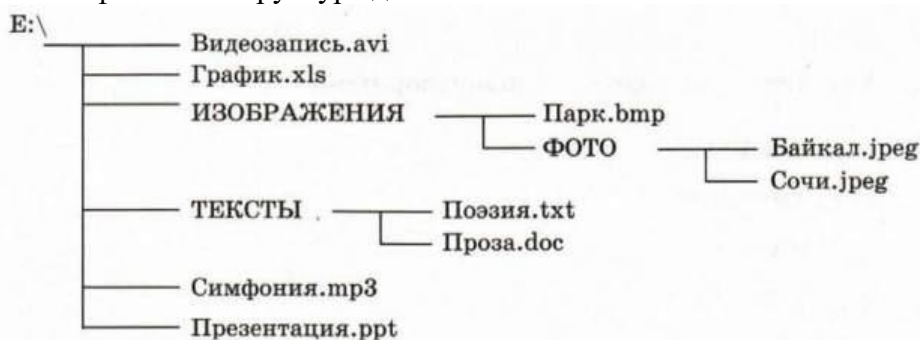 E:\
Видеозапись.avi
График.xls
ИЗОБРАЖЕНИЯ
Парк.bmp
ФОТО
Байкал.jpeg
Сочи.jpeg
ТЕКСТЫ
Поэзия.txt
Проза.doc
Симфония.mp3
Презентация.ppt